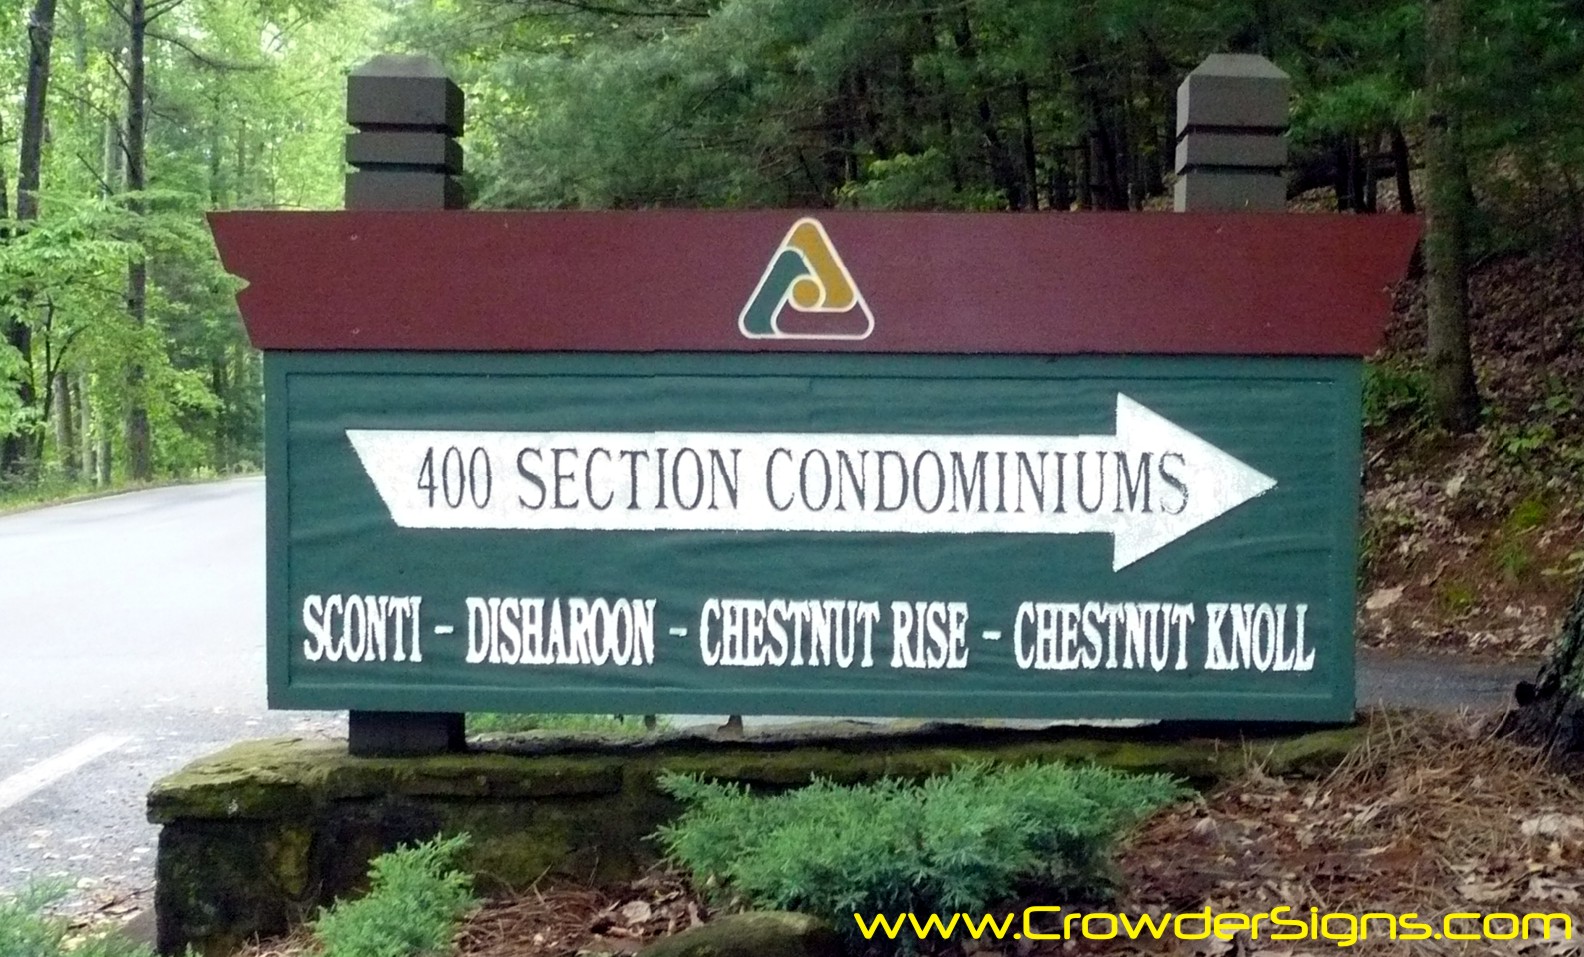 400 SECTION CONDOMINIUMS
SCONTI - DISHAROON - CHESTNUT RISE - CHESTNUT KNOLL
www.CrowderSigns.com